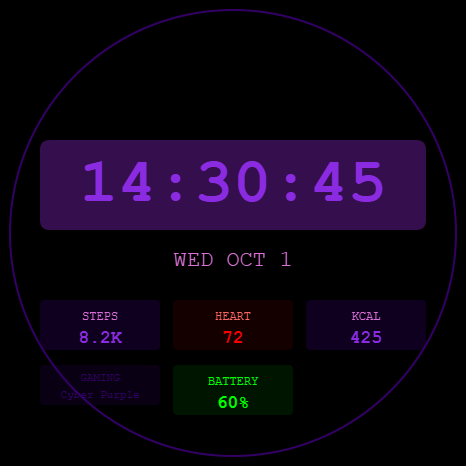 14:30:45
WED OCT 1
STEPS
8.2K
HEART
72
KCAL
425
GAMING
Cyber Purple
BATTERY
60%